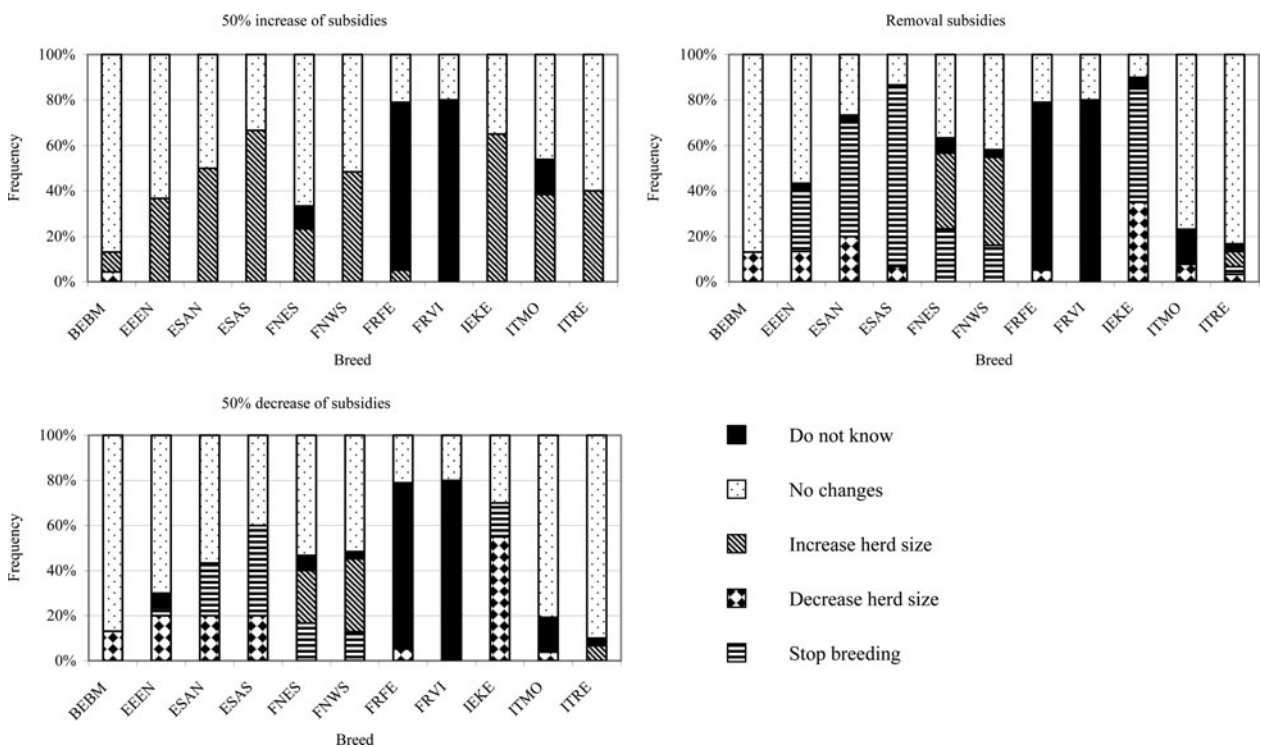 50% increase of subsidies
Frequency
100%
80%
60%
40%
20%
0%
BEBM
EEEN
ESAN
ESAS
FNES
FNWS
FRFE
FRVI
IEKE
ITMO
ITRE
Breed
Removal subsidies
Frequency
100%
80%
60%
40%
20%
0%
BEBM
EEEN
ESAN
ESAS
FNES
FNWS
FRFE
FRVI
IEKE
ITMO
ITRE
Breed
50% decrease of subsidies
Frequency
100%
80%
60%
40%
20%
0%
BEBM
EEEN
ESAN
ESAS
FNES
FNWS
FRFE
FRVI
IEKE
ITMO
ITRE
Breed
Do not know
No changes
Increase herd size
Decrease herd size
Stop breeding